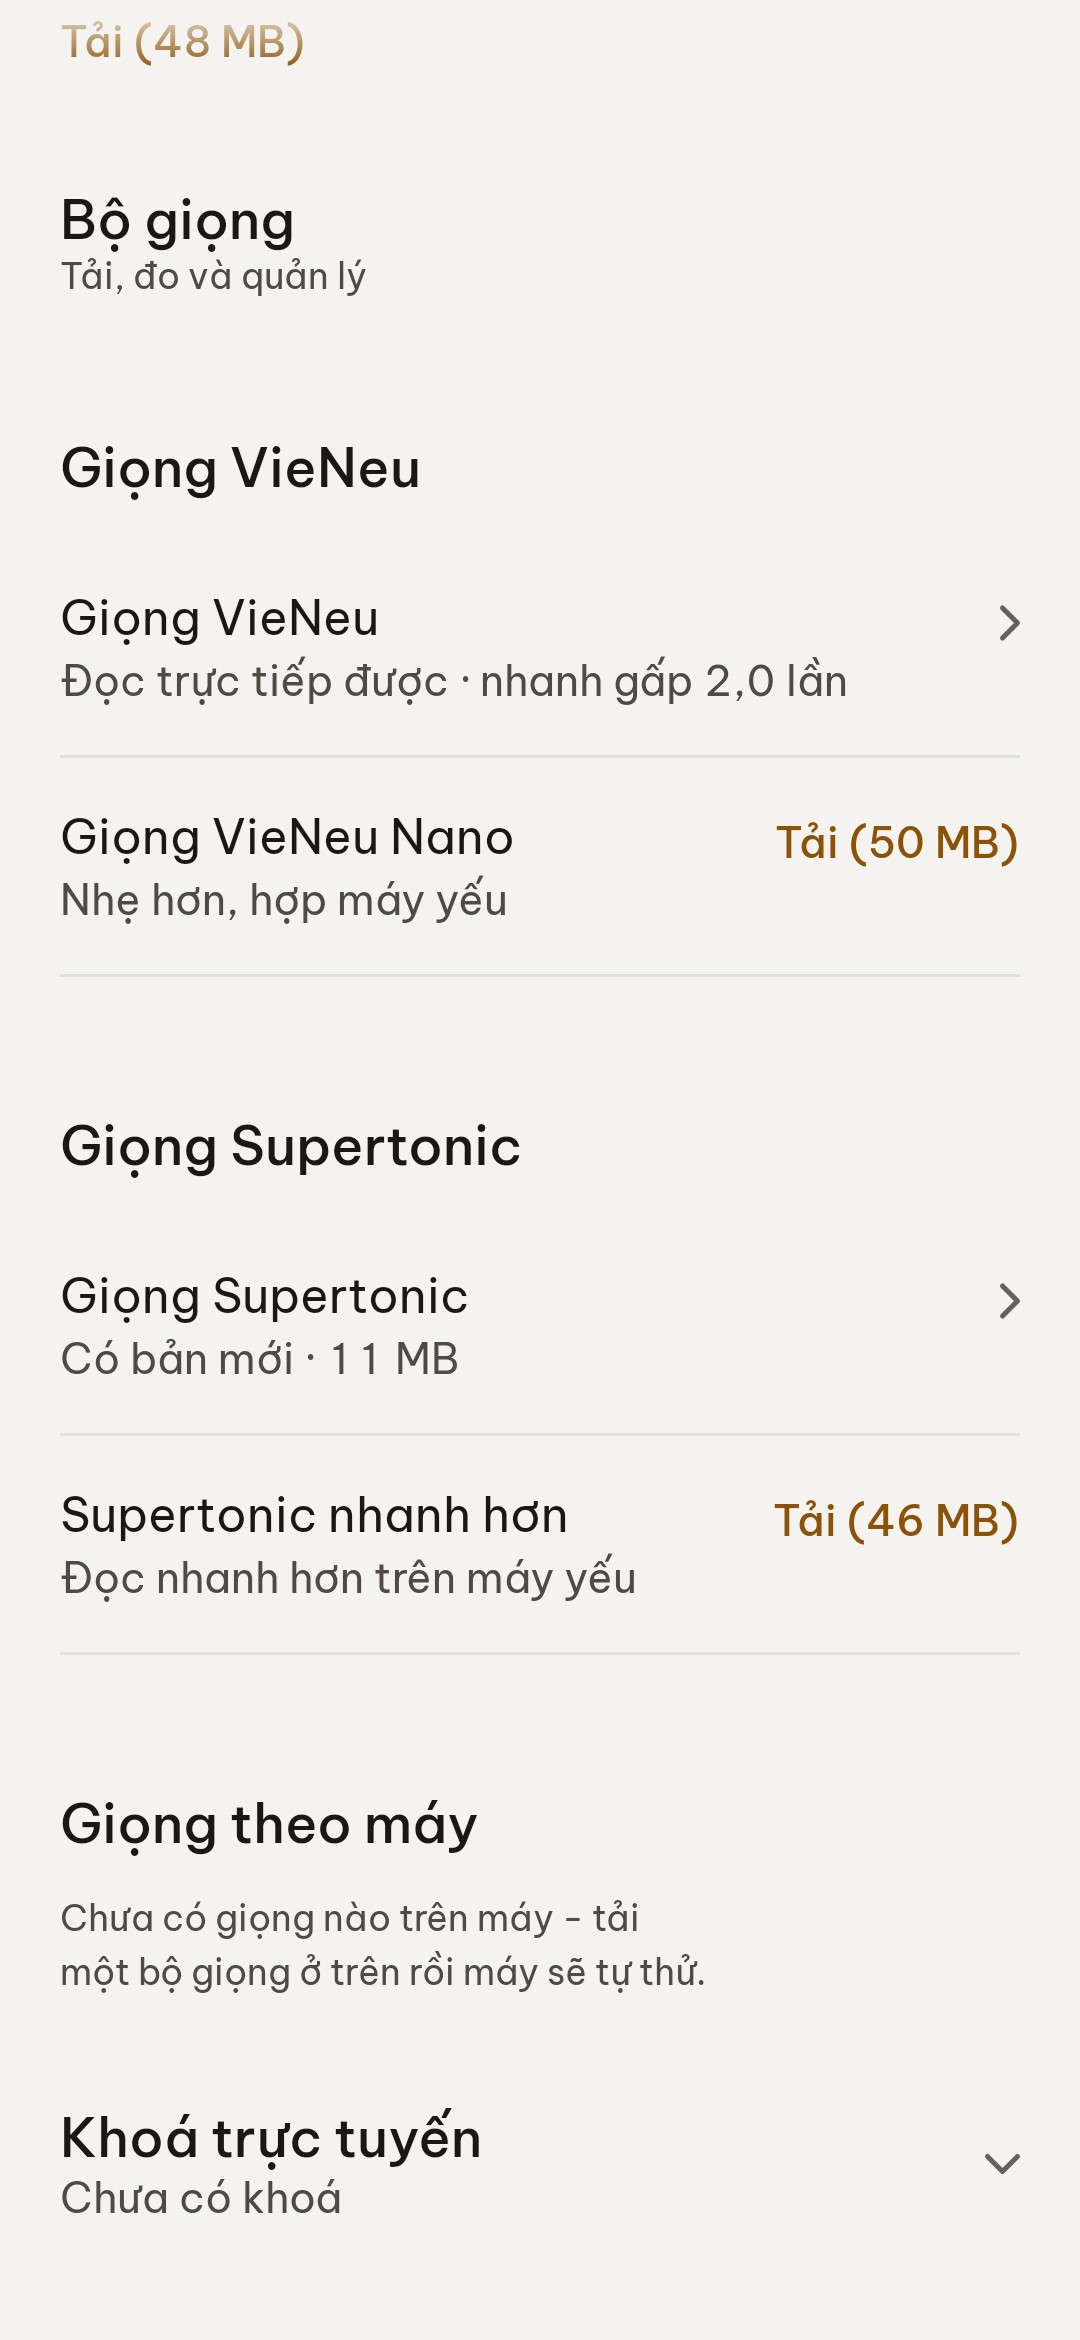 Tải (48 MB)
Bộ giọng
Tải, đo và quản lý
Giọng VieNeu
Giọng VieNeu
Đọc trực tiếp được · nhanh gấp 2,0 lần
Giọng VieNeu Nano
Tải (50 MB)
Nhẹ hơn, hợp máy yếu
Giọng Supertonic
Giọng Supertonic
Có bản mới · 11 MB
Supertonic nhanh hơn
Tải (46 MB)
Đọc nhanh hơn trên máy yếu
Giọng theo máy
Chưa có giọng nào trên máy – tải
một bộ giọng ở trên rồi máy sẽ tự thử.
Khoá trực tuyến
Chưa có khoá